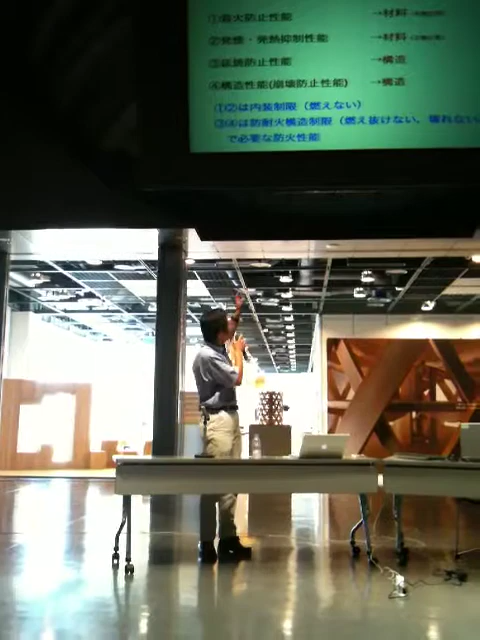 ①着火防止性能 →材料
②発煙・発熱抑制性能 →材料
③延焼防止性能 →構造
④構造性能(崩壊防止性能) →構造
①②は内装制限（燃えない）
③④は防耐火構造制限（燃え抜けない、壊れない
で必要な防火性能